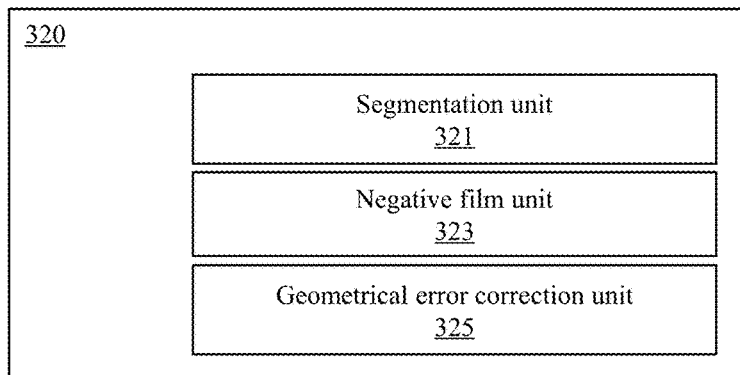 320
Segmentation unit
321
Negative film unit
323
Geometrical error correction unit
325